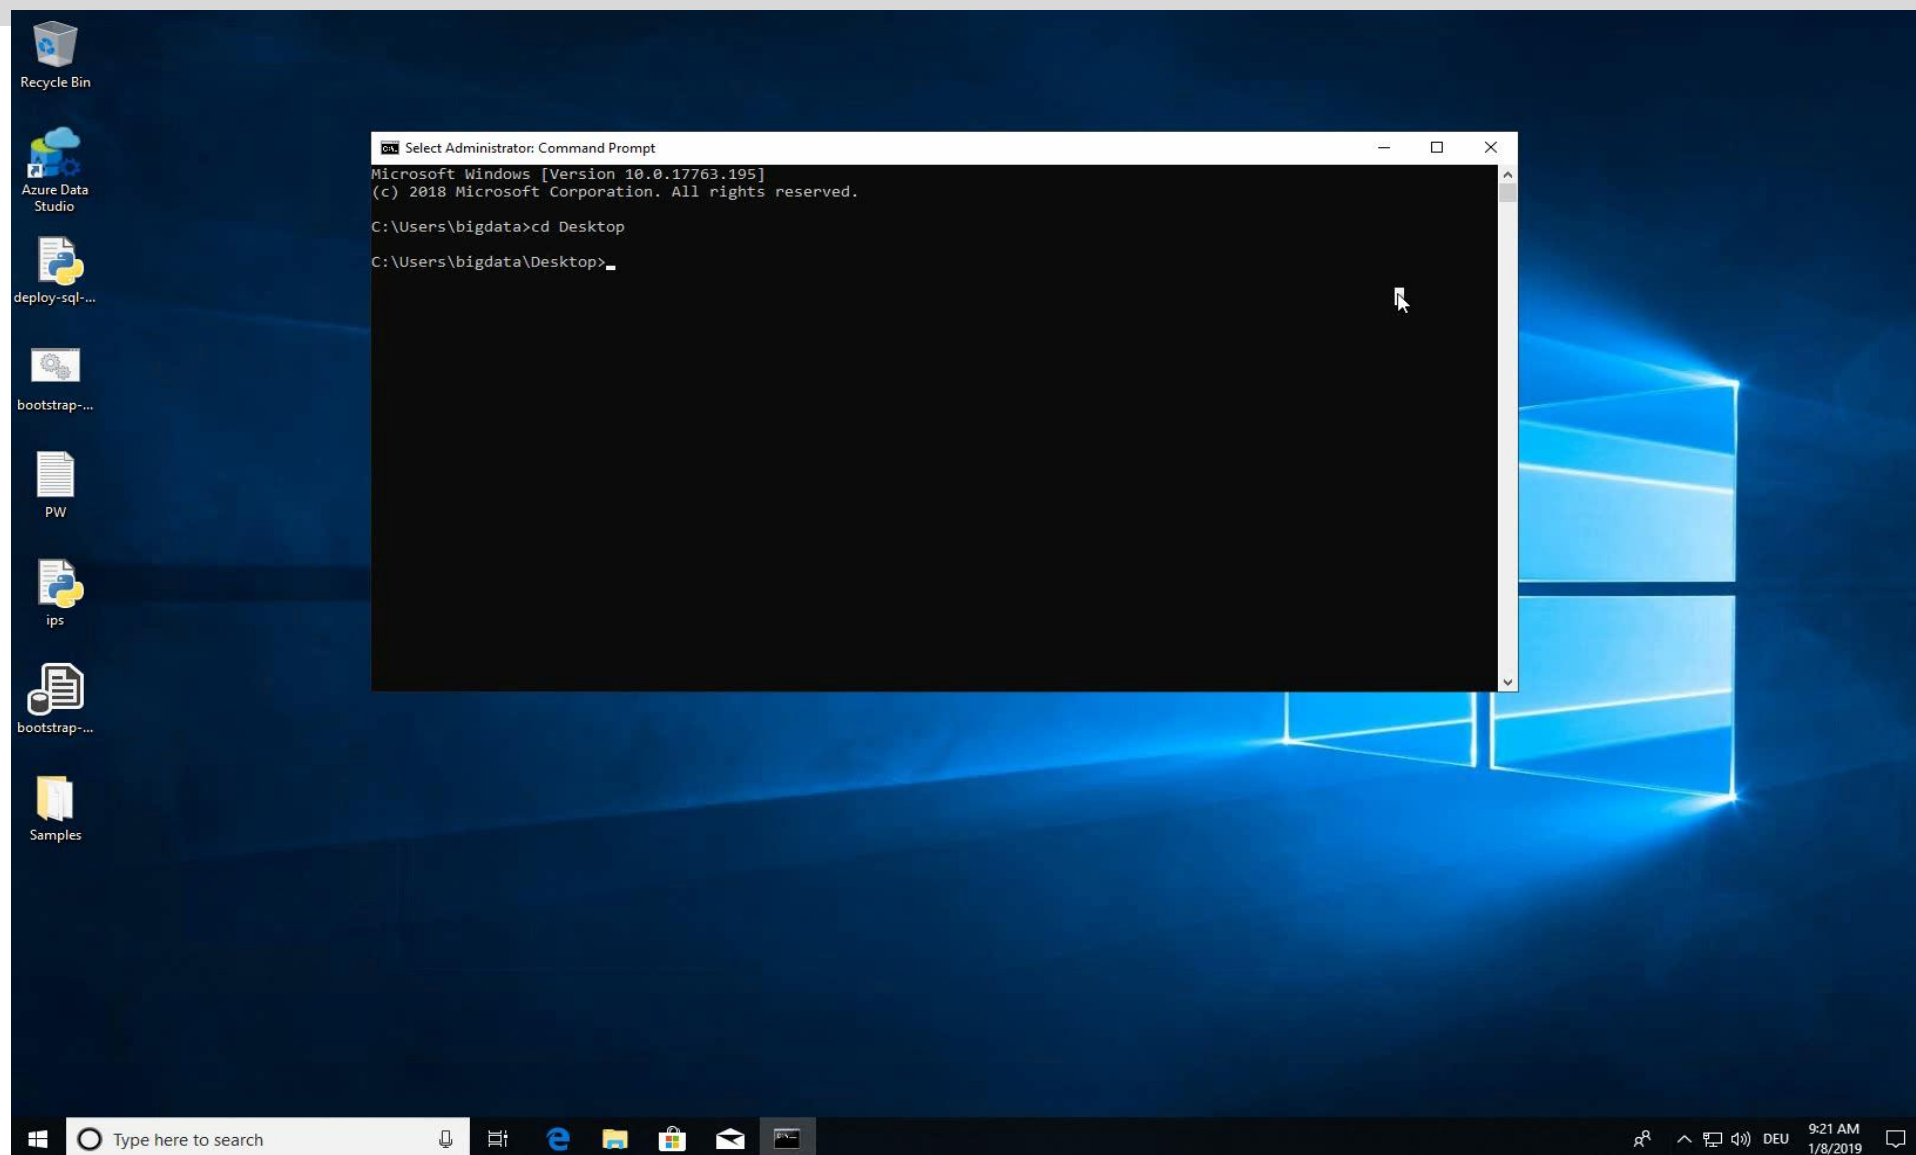 Recycle Bin
Azure Data
Studio
deploy-sql-...
bootstrap-...
PW
ips
bootstrap-...
Samples
Select Administrator: Command Prompt
Microsoft Windows [Version 10.0.17763.195]
(c) 2018 Microsoft Corporation. All rights reserved.
C:\Users\bigdata>cd Desktop
C:\Users\bigdata\Desktop>
Type here to search
DEU
9:21 AM
1/8/2019